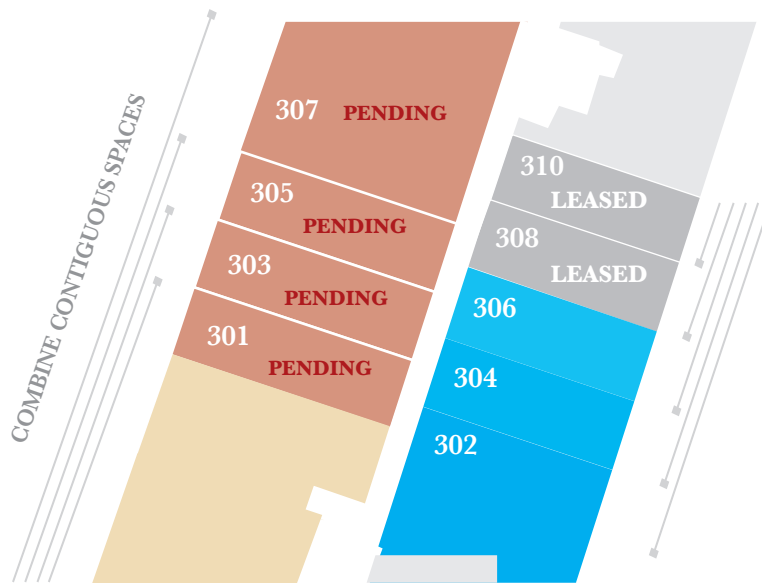 COMBINE CONTIGUOUS SPACES
307 PENDING
305
PENDING
303
PENDING
301
PENDING
310
LEASED
308
LEASED
306
304
302